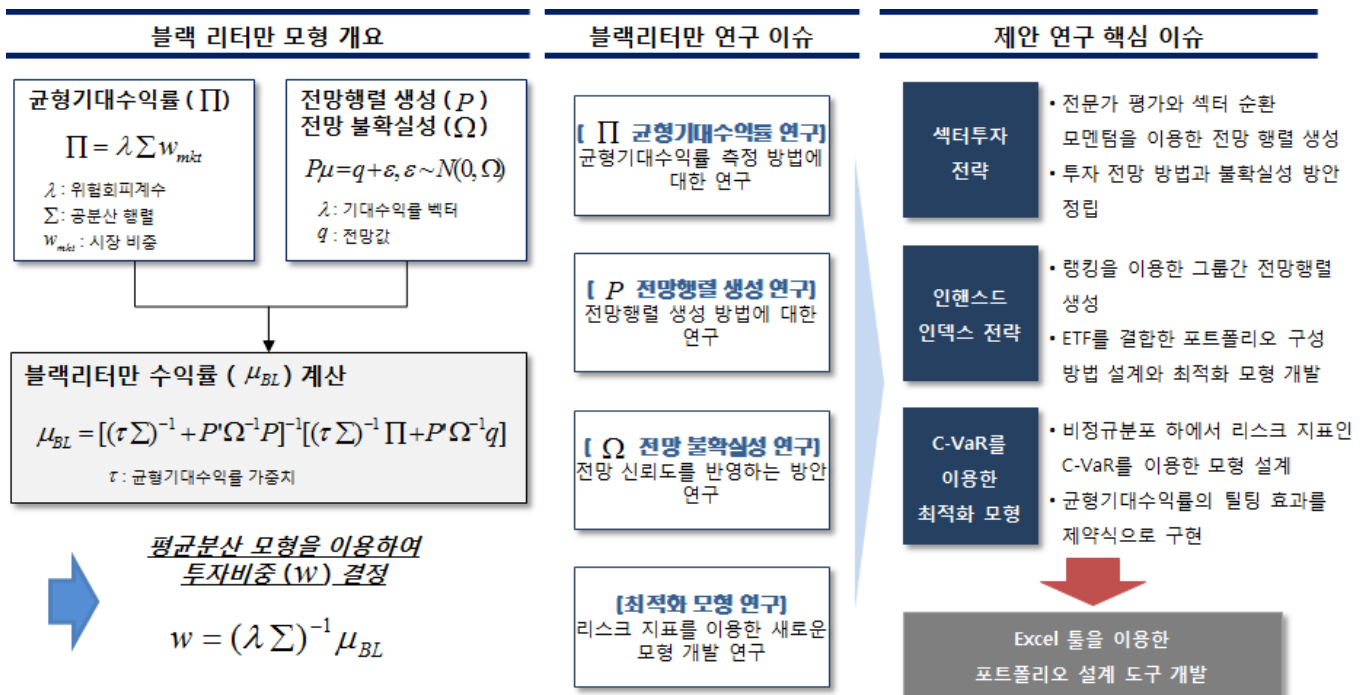 블랙 리터만 모형 개요
균형기대수익률 ( ∏ )
∏ = λ ∑ w_mkt
λ : 위험회피계수
∑ : 공분산 행렬
w_mkt : 시장 비중
전망행렬 생성 ( P )
전망 불확실성 ( Ω )
Pμ = q + ε, ε ~ N(0, Ω)
λ : 기대수익률 벡터
q : 전망값
블랙리터만 수익률 ( μ_BL ) 계산
μ_BL = [(τ∑)⁻¹ + P'Ω⁻¹P]⁻¹[(τ∑)⁻¹ ∏ + P'Ω⁻¹q]
τ : 균형기대수익률 가중치
평균분산 모형을 이용하여
투자비중 (w) 결정
w = (λ ∑)⁻¹ μ_BL
블랙리터만 연구 이슈
[ ∏ 균형기대수익률 연구]
균형기대수익률 측정 방법에
대한 연구
[ P 전망행렬 생성 연구]
전망행렬 생성 방법에 대한
연구
[ Ω 전망 불확실성 연구]
전망 신뢰도를 반영하는 방안
연구
[최적화 모형 연구]
리스크 지표를 이용한 새로운
모형 개발 연구
제안 연구 핵심 이슈
섹터투자
전략
• 전문가 평가와 섹터 순환
모멘텀을 이용한 전망 행렬 생성
• 투자 전망 방법과 불확실성 방안
정립
인핸스드
인덱스 전략
• 랭킹을 이용한 그룹간 전망행렬
생성
• ETF를 결합한 포트폴리오 구성
방법 설계와 최적화 모형 개발
C-VaR를
이용한
최적화 모형
• 비정규분포 하에서 리스크 지표인
C-VaR를 이용한 모형 설계
• 균형기대수익률의 틸팅 효과를
제약식으로 구현
Excel 툴을 이용한
포트폴리오 설계 도구 개발